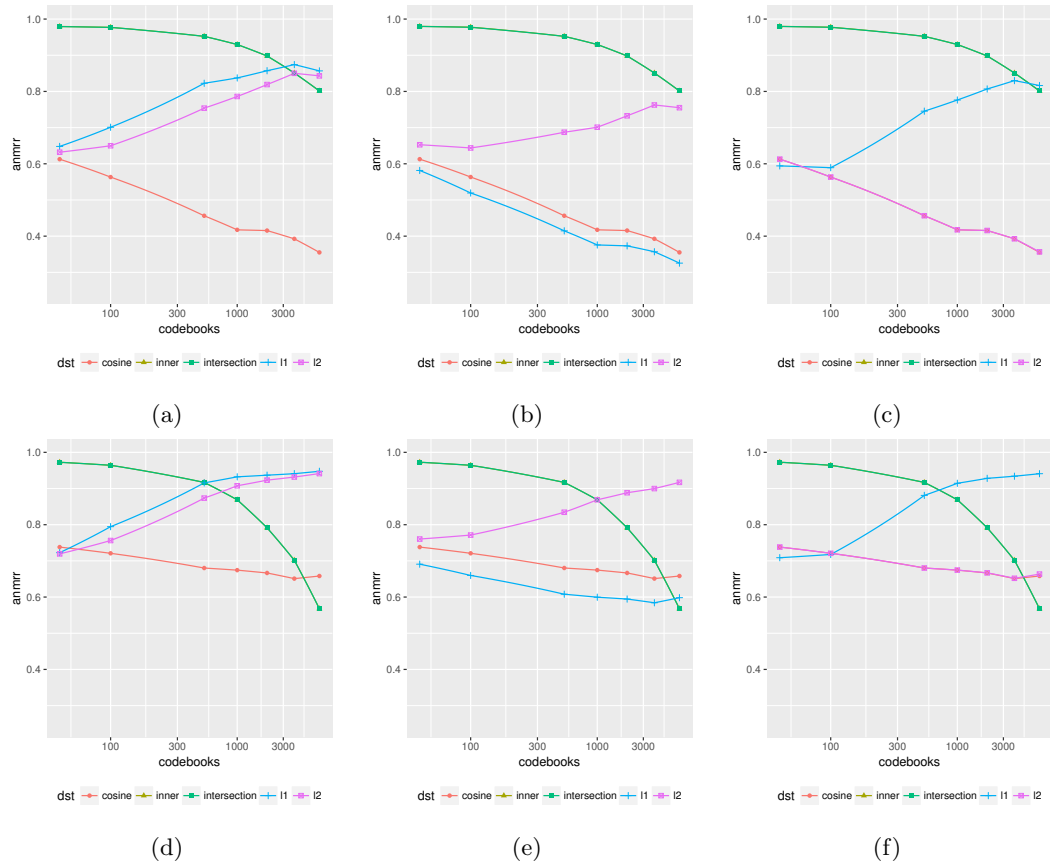 1.0
0.8
0.6
0.4
anmrr
100 300 1000 3000
codebooks
dst cosine inner intersection l1 l2
(a)
1.0
0.8
0.6
0.4
anmrr
100 300 1000 3000
codebooks
dst cosine inner intersection l1 l2
(b)
1.0
0.8
0.6
0.4
anmrr
100 300 1000 3000
codebooks
dst cosine inner intersection l1 l2
(c)
1.0
0.8
0.6
0.4
anmrr
100 300 1000 3000
codebooks
dst cosine inner intersection l1 l2
(d)
1.0
0.8
0.6
0.4
anmrr
100 300 1000 3000
codebooks
dst cosine inner intersection l1 l2
(e)
1.0
0.8
0.6
0.4
anmrr
100 300 1000 3000
codebooks
dst cosine inner intersection l1 l2
(f)